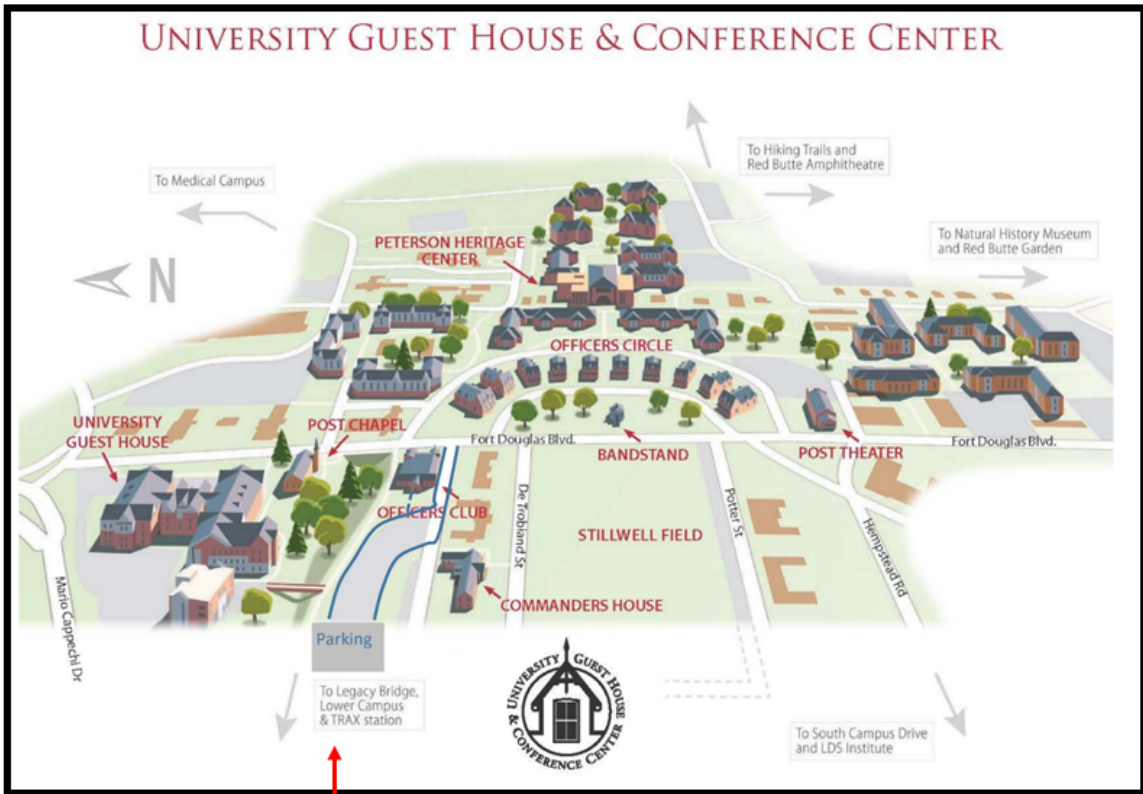 UNIVERSITY GUEST HOUSE & CONFERENCE CENTER
To Hiking Trails and
Red Butte Amphitheatre
To Medical Campus
To Natural History Museum
and Red Butte Garden
PETERSON HERITAGE
CENTER
N
OFFICERS CIRCLE
UNIVERSITY
GUEST HOUSE
POST CHAPEL
Fort Douglas Blvd.
BANDSTAND
POST THEATER
Fort Douglas Blvd.
OFFICERS CLUB
De Trobiand St
Potter St
STILLWELL FIELD
Hempstead Rd
Mario Cappechi Dr
COMMANDERS HOUSE
Parking
To Legacy Bridge,
Lower Campus
& TRAX station
UNIVERSITY GUEST HOUSE
& CONFERENCE CENTER
To South Campus Drive
and LDS Institute